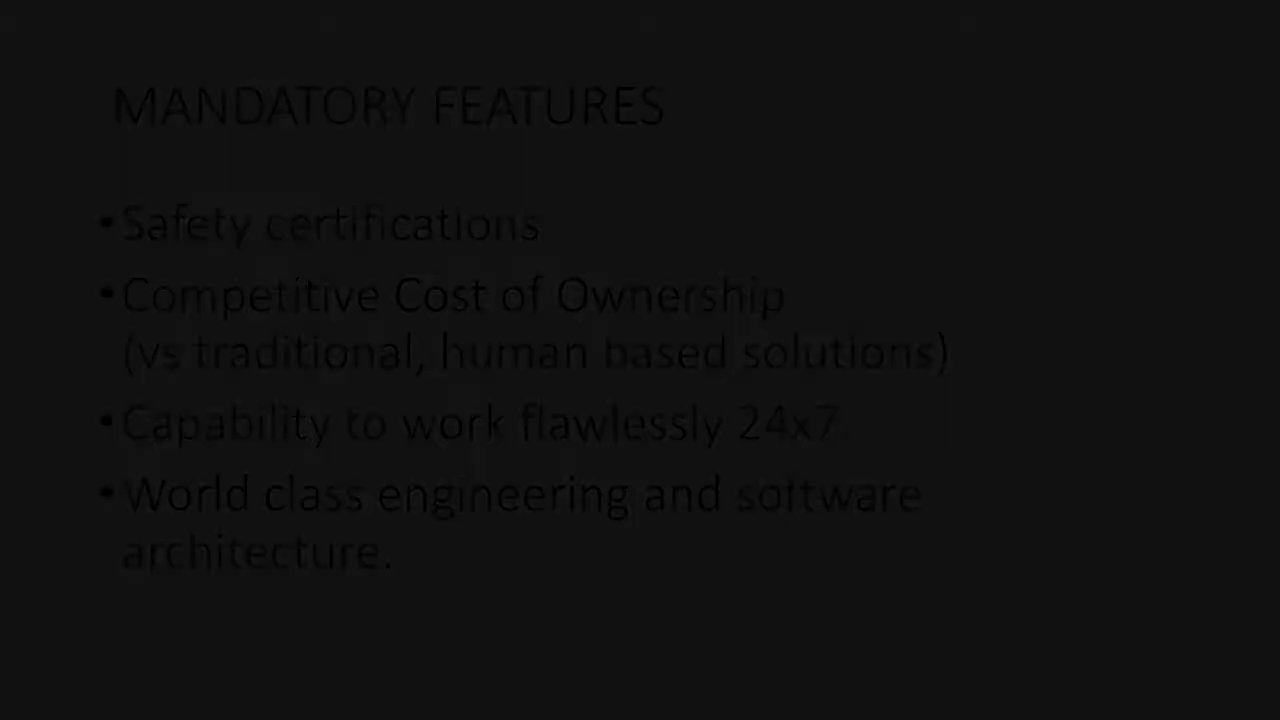 MANDATORY FEATURES
•Safety certifications
•Competitive Cost of Ownership
(vs traditional, human based solutions)
•Capability to work flawlessly 24x7.
•World class engineering and software
architecture.